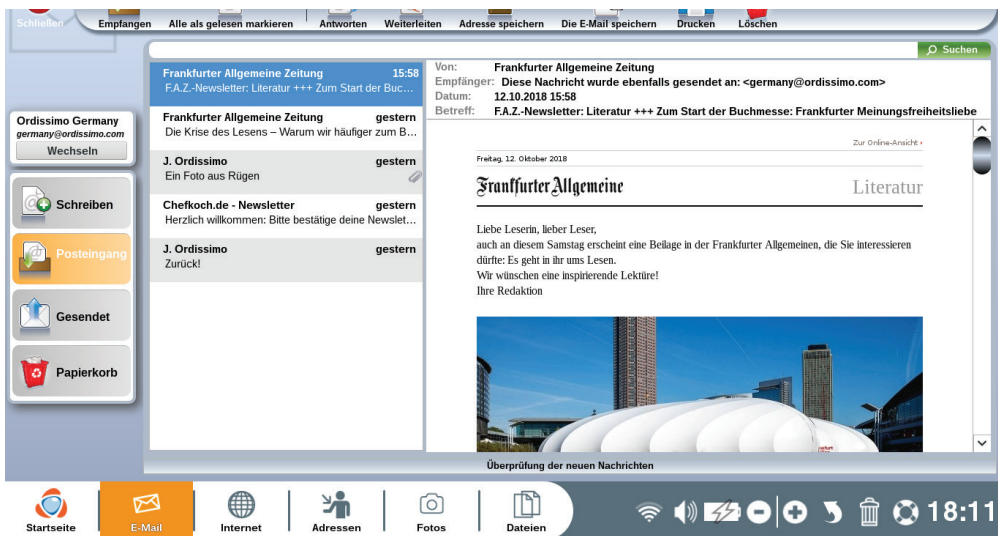 Schließen
Empfangen
Alle als gelesen markieren
Antworten
Weiterleiten
Adresse speichern
Die E-Mail speichern
Drucken
Löschen
Suchen
Ordissimo Germany
germany@ordissimo.com
Wechseln
Schreiben
Posteingang
Gesendet
Papierkorb
Frankfurter Allgemeine Zeitung 15:58
F.A.Z.-Newsletter: Literatur +++ Zum Start der Buc...
Frankfurter Allgemeine Zeitung gestern
Die Krise des Lesens – Warum wir häufiger zum B...
J. Ordissimo gestern
Ein Foto aus Rügen
Chefkoch.de - Newsletter gestern
Herzlich willkommen: Bitte bestätige deine Newslet...
J. Ordissimo gestern
Zurück!
Von: Frankfurter Allgemeine Zeitung
Empfänger: Diese Nachricht wurde ebenfalls gesendet an: <germany@ordissimo.com>
Datum: 12.10.2018 15:58
Betreff: F.A.Z.-Newsletter: Literatur +++ Zum Start der Buchmesse: Frankfurter Meinungsfreiheitsliebe
Zur Online-Ansicht ›
Freitag, 12. Oktober 2018
Frankfurter Allgemeine
Literatur
Liebe Leserin, lieber Leser,
auch an diesem Samstag erscheint eine Beilage in der Frankfurter Allgemeinen, die Sie interessieren
dürfte: Es geht in ihr ums Lesen.
Wir wünschen eine inspirierende Lektüre!
Ihre Redaktion
Überprüfung der neuen Nachrichten
Startseite
E-Mail
Internet
Adressen
Fotos
Dateien
18:11